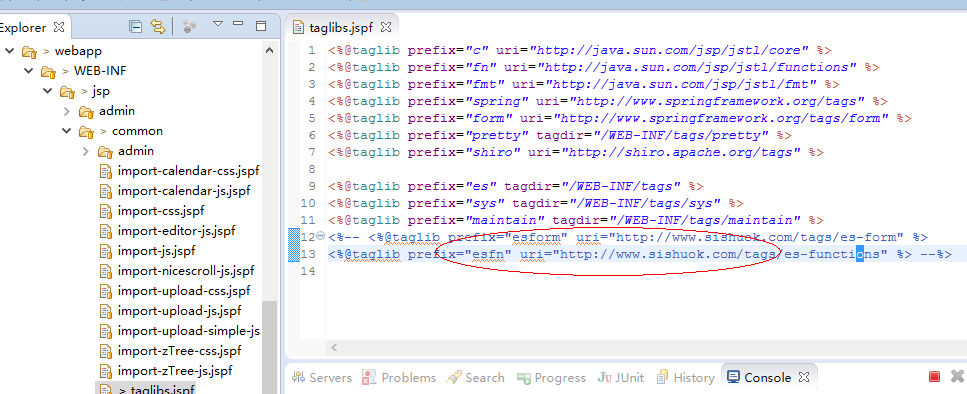 Explorer
webapp
WEB-INF
jsp
admin
common
admin
import-calendar-css.jspf
import-calendar-js.jspf
import-css.jspf
import-editor-js.jspf
import-js.jspf
import-nicescroll-js.jspf
import-upload-js.jspf
import-upload-simple-js
import-zTree-css.jspf
import-zTree-js.jspf
> taglibs.jspf
taglibs.jspf
1 <%@taglib prefix="c" uri="http://java.sun.com/jsp/jstl/core" %>
2 <%@taglib prefix="fn" uri="http://java.sun.com/jsp/jstl/functions" %>
3 <%@taglib prefix="fmt" uri="http://java.sun.com/jsp/jstl/fmt" %>
4 <%@taglib prefix="spring" uri="http://www.springframework.org/tags" %>
5 <%@taglib prefix="form" uri="http://www.springframework.org/tags/form" %>
6 <%@taglib prefix="pretty" tagdir="/WEB-INF/tags/pretty" %>
7 <%@taglib prefix="shiro" uri="http://shiro.apache.org/tags" %>
8
9 <%@taglib prefix="es" tagdir="/WEB-INF/tags" %>
10 <%@taglib prefix="sys" tagdir="/WEB-INF/tags/sys" %>
11 <%@taglib prefix="maintain" tagdir="/WEB-INF/tags/maintain" %>
12 <%-- <%@taglib prefix="esform" uri="http://www.sishuok.com/tags/es-form" %>
13 <%@taglib prefix="esfn" uri="http://www.sishuok.com/tags/es-functions" %> --%>
14
Servers Problems Search Progress JUnit History Console